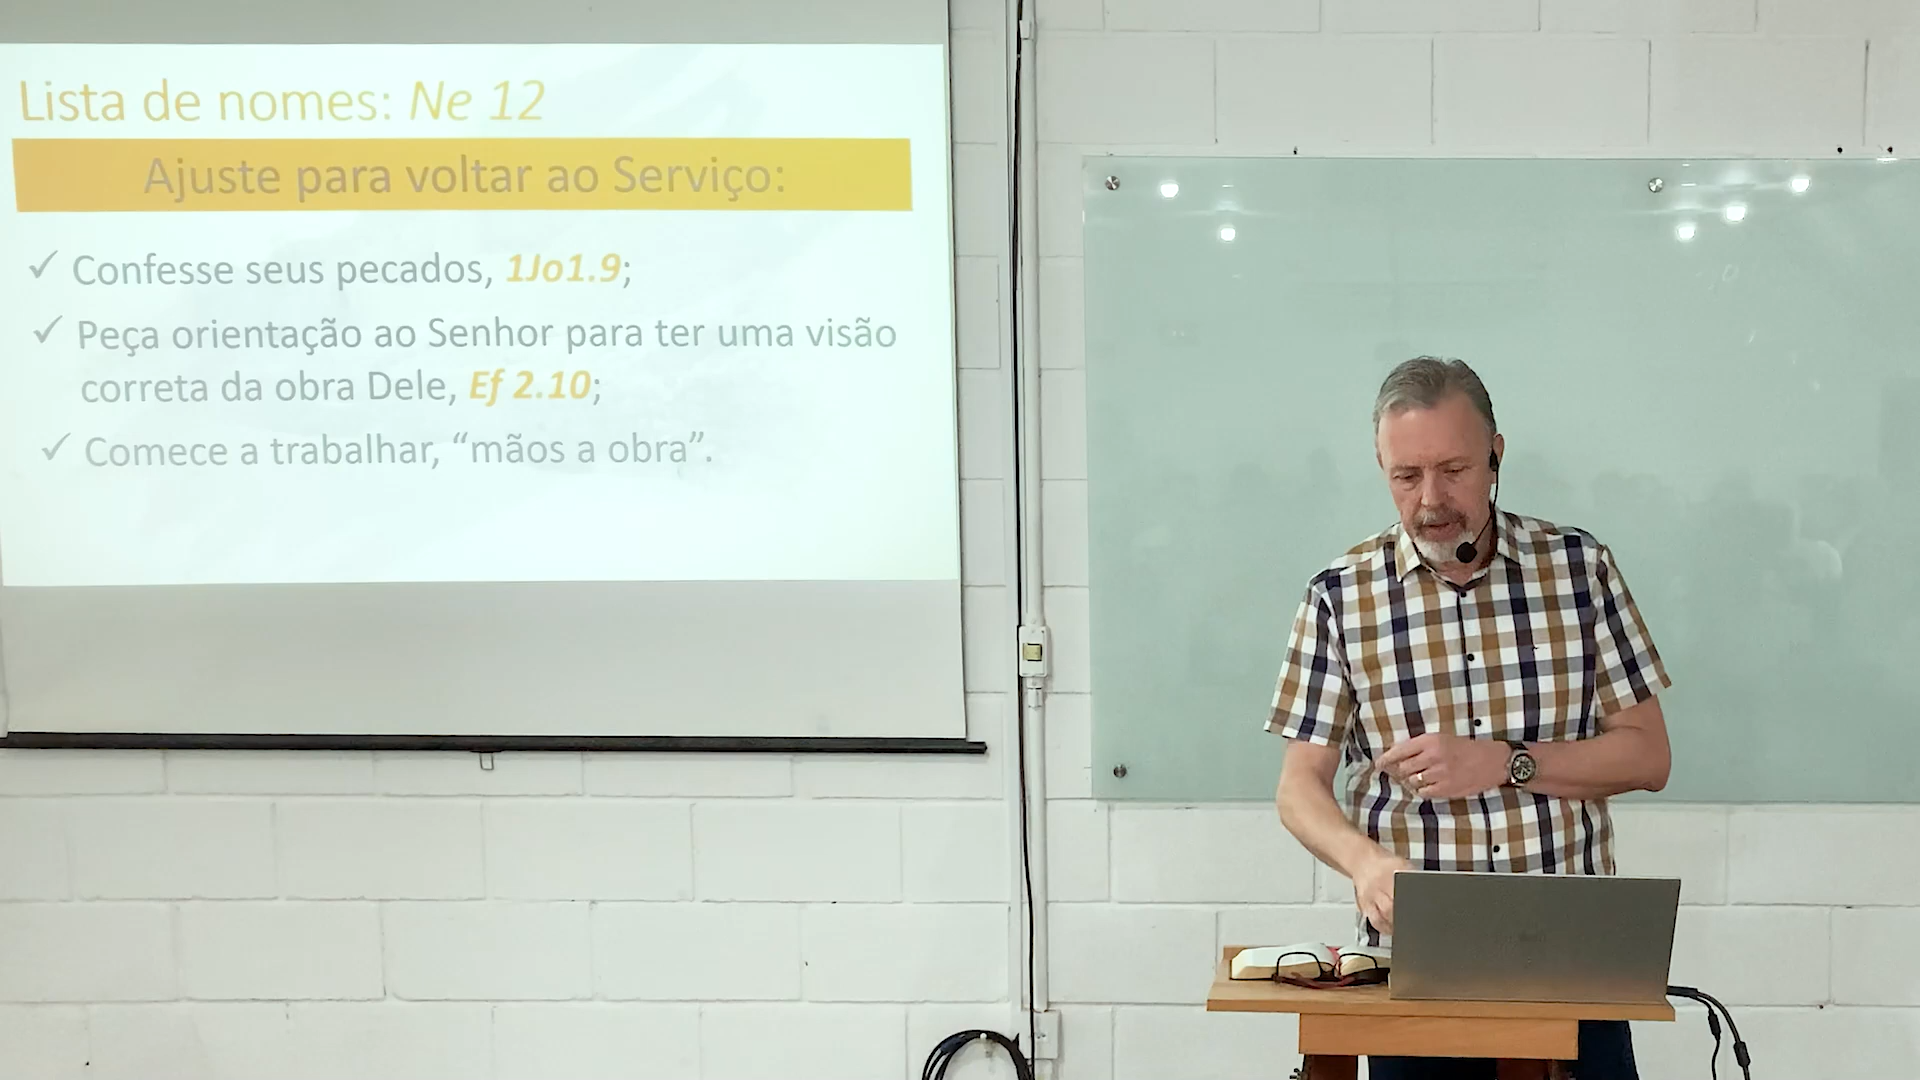 Lista de nomes: Ne 12
Ajuste para voltar ao Serviço:
✓ Confesse seus pecados, 1Jo1.9;
✓ Peça orientação ao Senhor para ter uma visão
correta da obra Dele, Ef 2.10;
✓ Comece a trabalhar, “mãos a obra”.